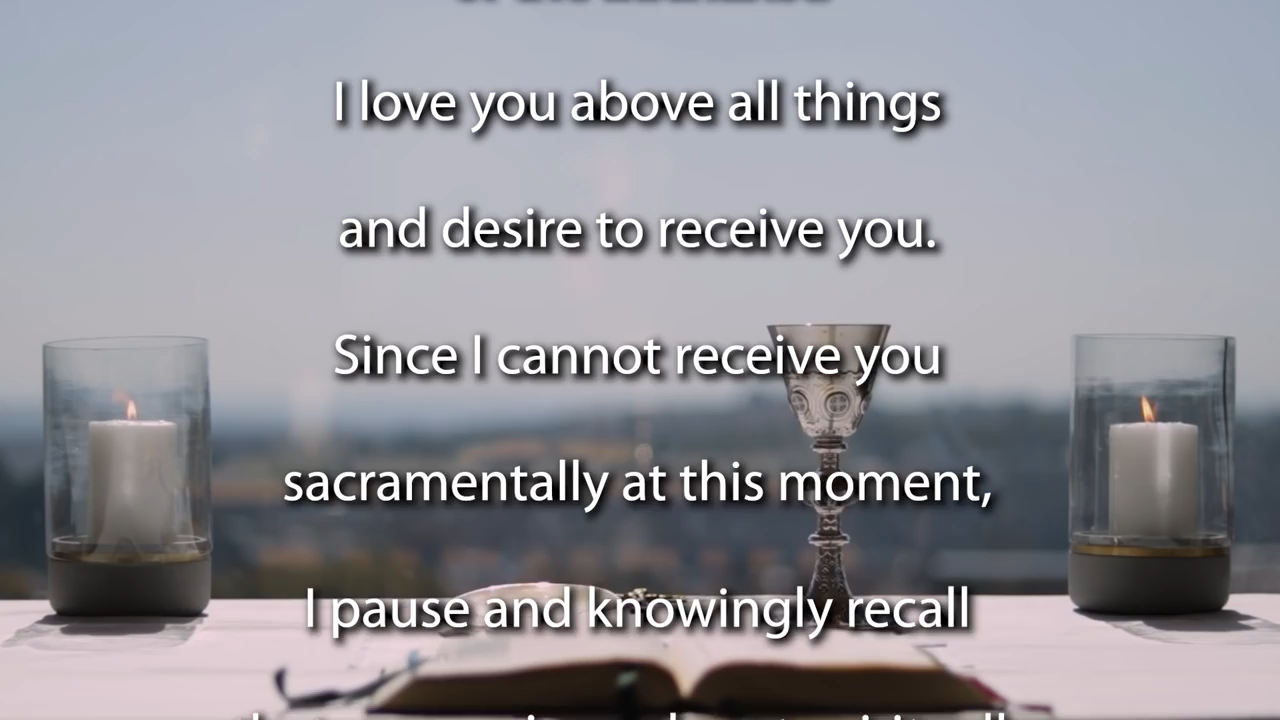 I love you above all things
and desire to receive you.
Since I cannot receive you
sacramentally at this moment,
I pause and knowingly recall